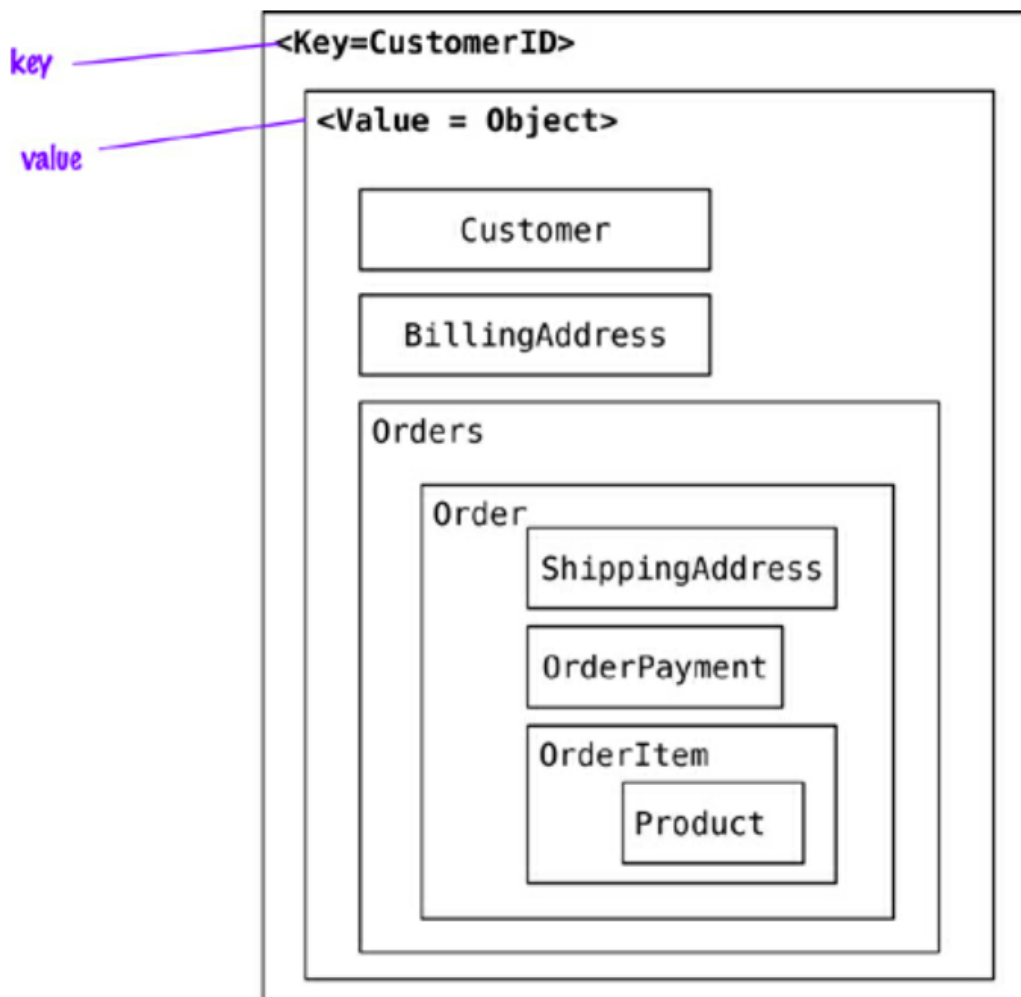 key
<Key=CustomerID>
value
<Value = Object>
Customer
BillingAddress
Orders
Order
ShippingAddress
OrderPayment
OrderItem
Product